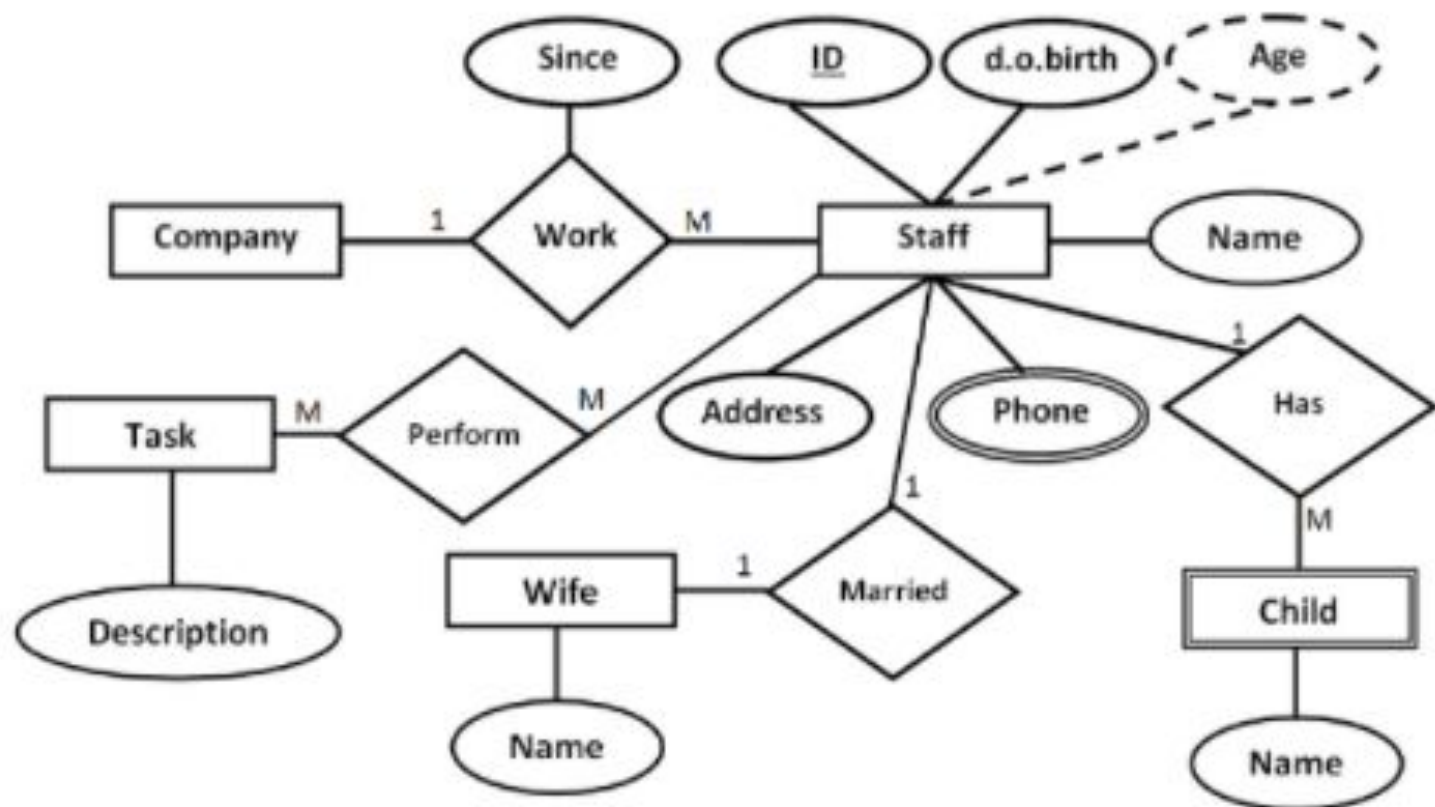 Since
ID
d.o.birth
Age
Company
1
Work
M
Staff
Name
1
Has
Address
Phone
Task
M
Perform
M
1
M
Wife
1
Married
Child
Description
Name
Name